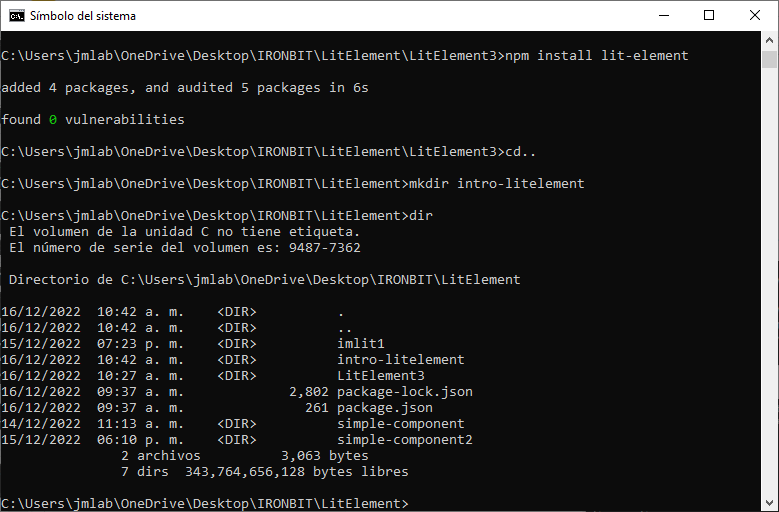 Símbolo del sistema
C:\Users\jmlab\OneDrive\Desktop\IRONBIT\LitElement\LitElement3>npm install lit-element
added 4 packages, and audited 5 packages in 6s
found 0 vulnerabilities
C:\Users\jmlab\OneDrive\Desktop\IRONBIT\LitElement\LitElement3>cd..
C:\Users\jmlab\OneDrive\Desktop\IRONBIT\LitElement>mkdir intro-litelement
C:\Users\jmlab\OneDrive\Desktop\IRONBIT\LitElement>dir
 El volumen de la unidad C no tiene etiqueta.
 El número de serie del volumen es: 9487-7362
 Directorio de C:\Users\jmlab\OneDrive\Desktop\IRONBIT\LitElement
16/12/2022  10:42 a. m.    <DIR>          .
16/12/2022  10:42 a. m.    <DIR>          ..
15/12/2022  07:23 p. m.    <DIR>          imlit1
16/12/2022  10:42 a. m.    <DIR>          intro-litelement
16/12/2022  10:27 a. m.    <DIR>          LitElement3
16/12/2022  09:37 a. m.             2,802 package-lock.json
16/12/2022  09:37 a. m.               261 package.json
14/12/2022  11:13 a. m.    <DIR>          simple-component
15/12/2022  06:10 p. m.    <DIR>          simple-component2
               2 archivos          3,063 bytes
               7 dirs  343,764,656,128 bytes libres
C:\Users\jmlab\OneDrive\Desktop\IRONBIT\LitElement>